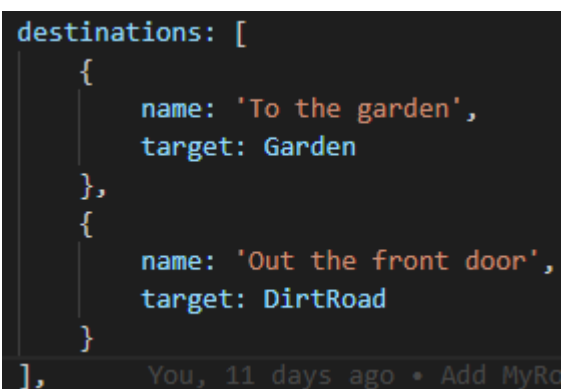 destinations: [
{
name: 'To the garden',
target: Garden
},
{
name: 'Out the front door',
target: DirtRoad
}
], You, 11 days ago • Add